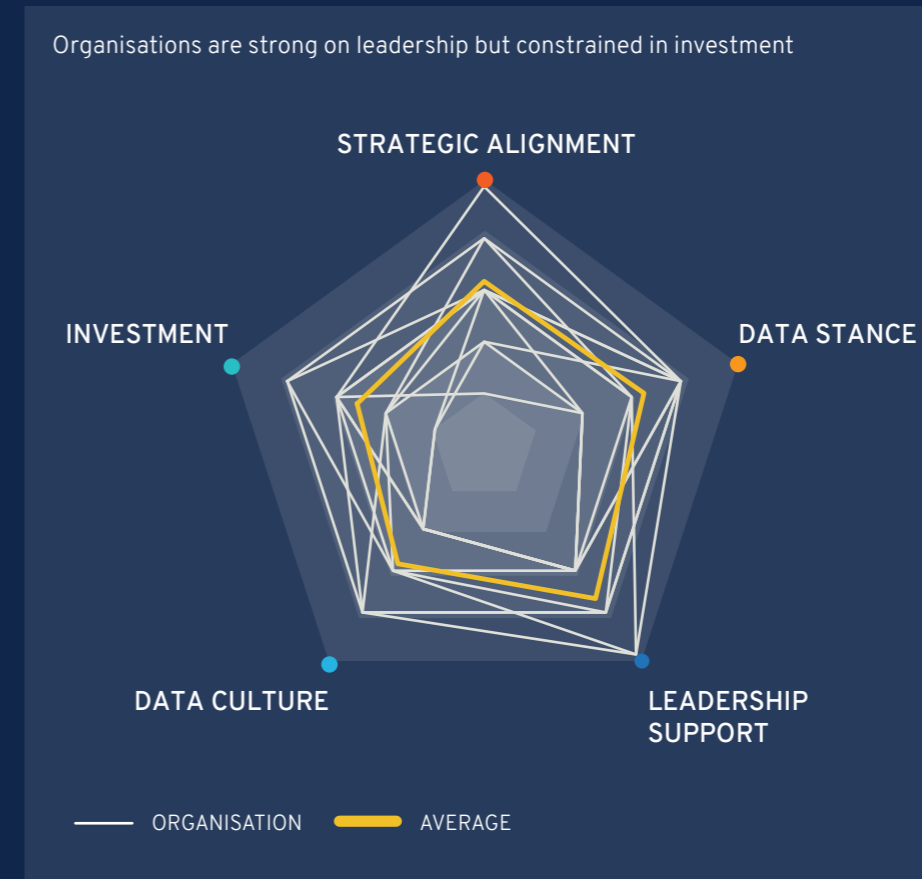 Organisations are strong on leadership but constrained in investment
STRATEGIC ALIGNMENT
INVESTMENT
DATA STANCE
DATA CULTURE
LEADERSHIP
SUPPORT
ORGANISATION
AVERAGE